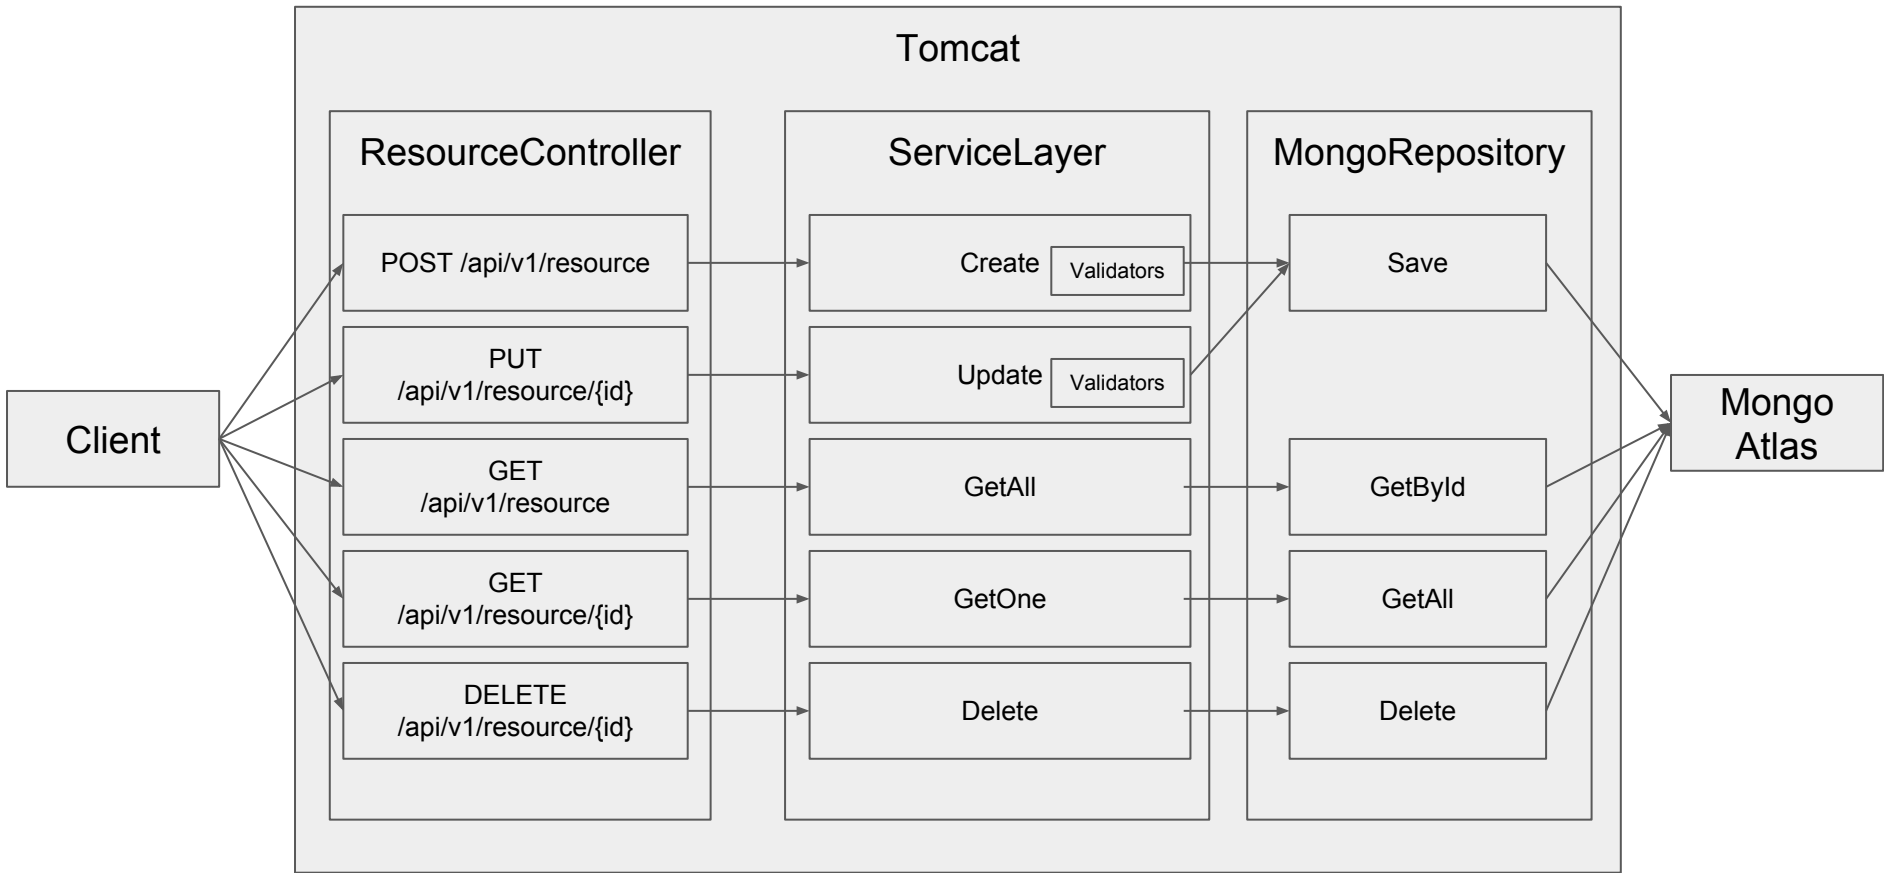 Tomcat
ResourceController
ServiceLayer
MongoRepository
POST /api/v1/resource
Create
Validators
Save
PUT
/api/v1/resource/{id}
Update
Validators
Client
Mongo
Atlas
GET
/api/v1/resource
GetAll
GetById
GET
/api/v1/resource/{id}
GetOne
GetAll
DELETE
/api/v1/resource/{id}
Delete
Delete